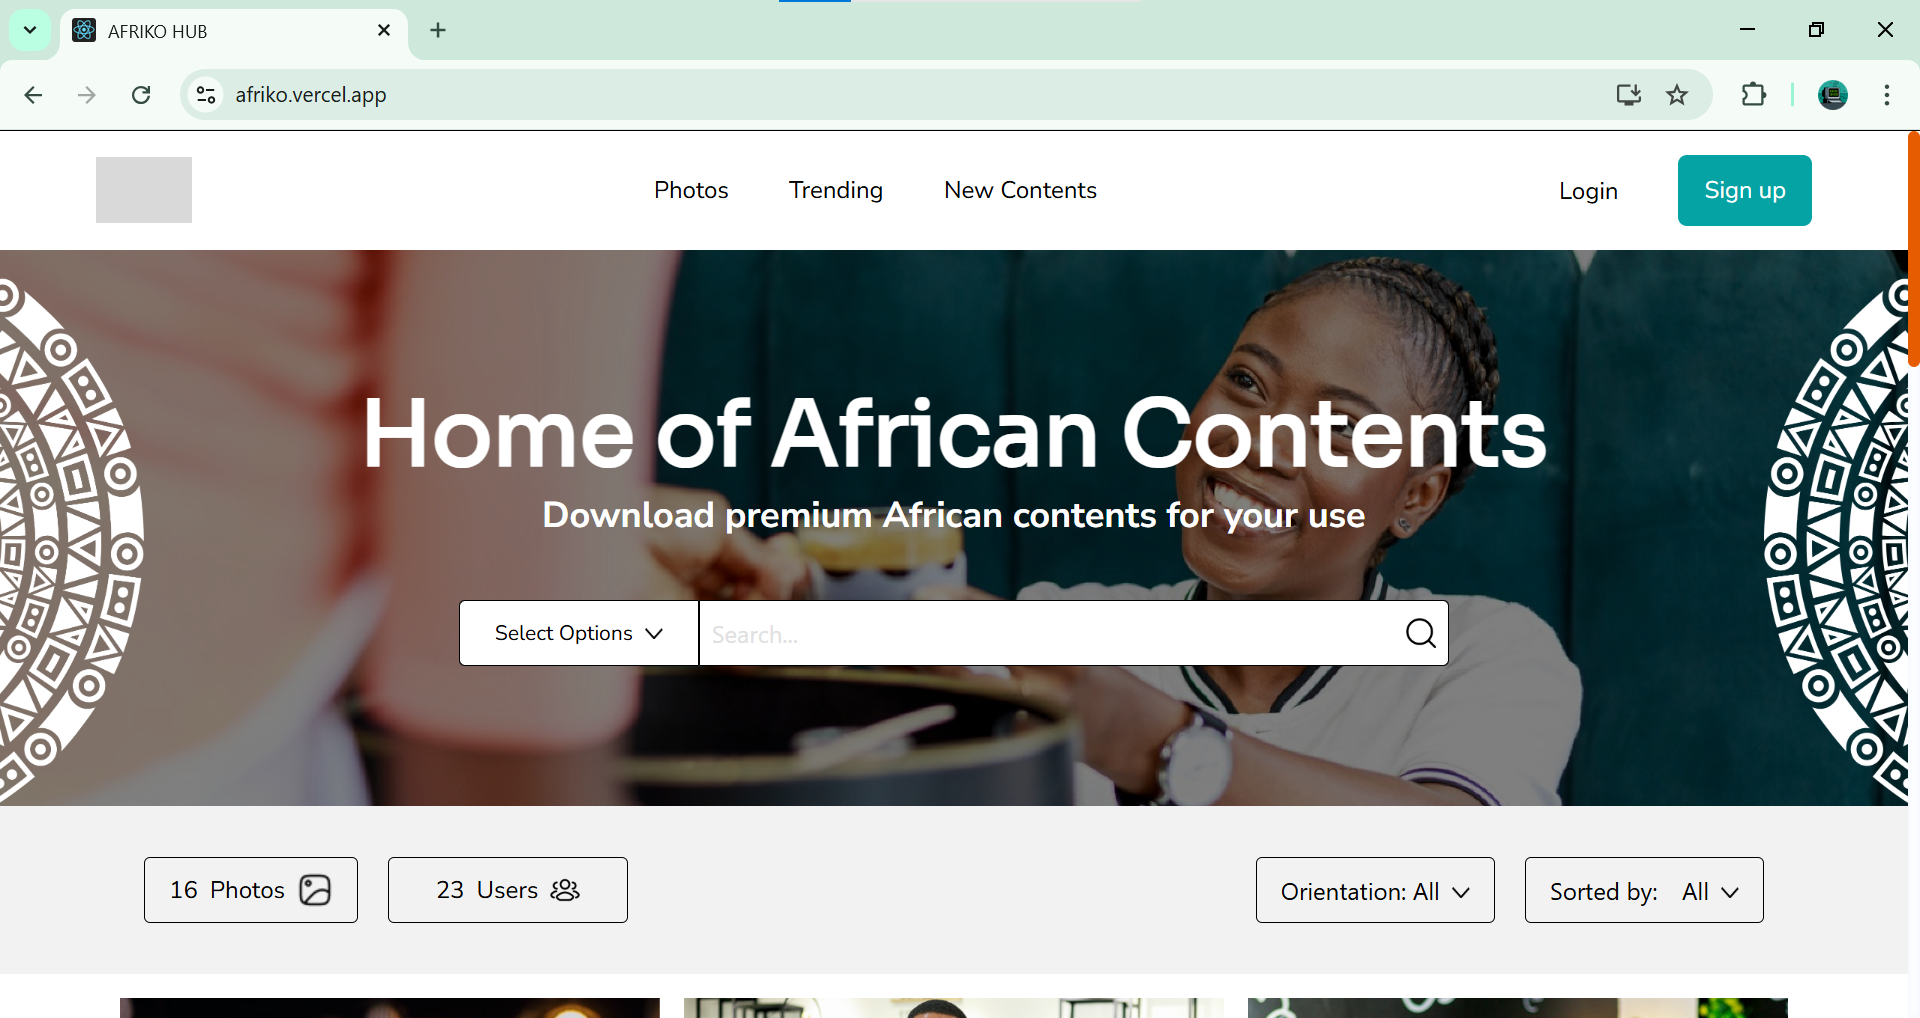 AFRIKO HUB
afriko.vercel.app
Photos Trending New Contents Login Sign up
Home of African Contents
Download premium African contents for your use
Select Options Search...
16 Photos 23 Users Orientation: All Sorted by: All